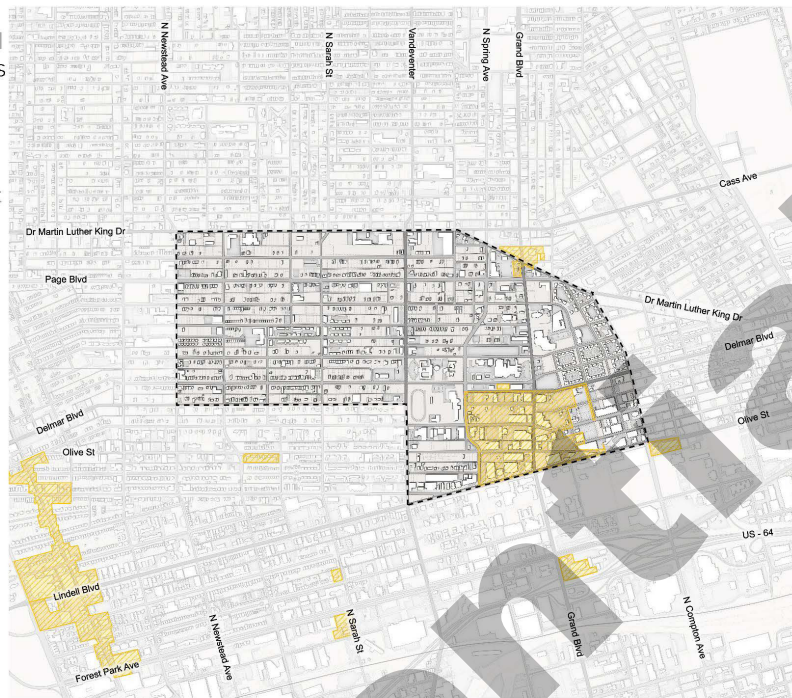 N Newstead Ave
N Sarah St
Vandeventer
N Spring Ave
Grand Blvd
Cass Ave
Dr Martin Luther King Dr
Page Blvd
Dr Martin Luther King Dr
Delmar Blvd
Delmar Blvd
Olive St
Olive St
US - 64
Lindell Blvd
N Newstead Ave
N Sarah St
Grand Blvd
N Compton Ave
Forest Park Ave